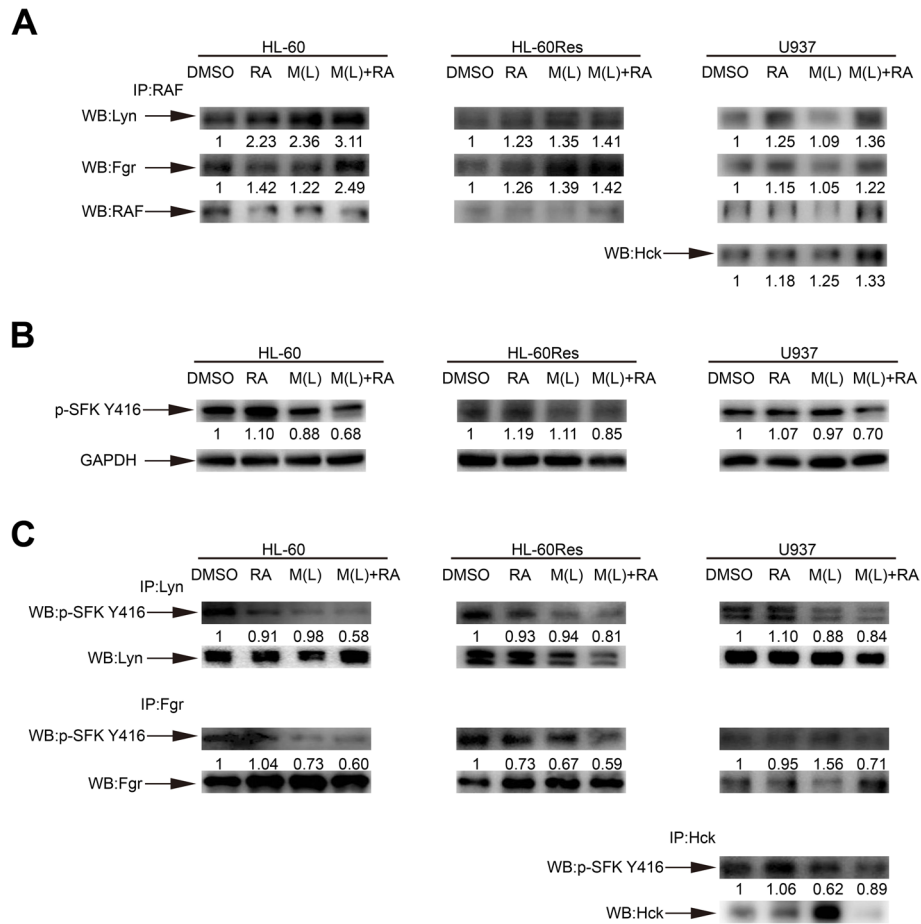 A
HL-60 HL-60Res U937
DMSO RA M(L) M(L)+RA DMSO RA M(L) M(L)+RA DMSO RA M(L) M(L)+RA
IP:RAF
WB:Lyn
1 2.23 2.36 3.11 1 1.23 1.35 1.41 1 1.25 1.09 1.36
WB:Fgr
1 1.42 1.22 2.49 1 1.26 1.39 1.42 1 1.15 1.05 1.22
WB:RAF
WB:Hck
1 1.18 1.25 1.33
B
HL-60 HL-60Res U937
DMSO RA M(L) M(L)+RA DMSO RA M(L) M(L)+RA DMSO RA M(L) M(L)+RA
p-SFK Y416
1 1.10 0.88 0.68 1 1.19 1.11 0.85 1 1.07 0.97 0.70
GAPDH
C
HL-60 HL-60Res U937
DMSO RA M(L) M(L)+RA DMSO RA M(L) M(L)+RA DMSO RA M(L) M(L)+RA
IP:Lyn
WB:p-SFK Y416
1 0.91 0.98 0.58 1 0.93 0.94 0.81 1 1.10 0.88 0.84
WB:Lyn
IP:Fgr
WB:p-SFK Y416
1 1.04 0.73 0.60 1 0.73 0.67 0.59 1 0.95 1.56 0.71
WB:Fgr
IP:Hck
WB:p-SFK Y416
1 1.06 0.62 0.89
WB:Hck